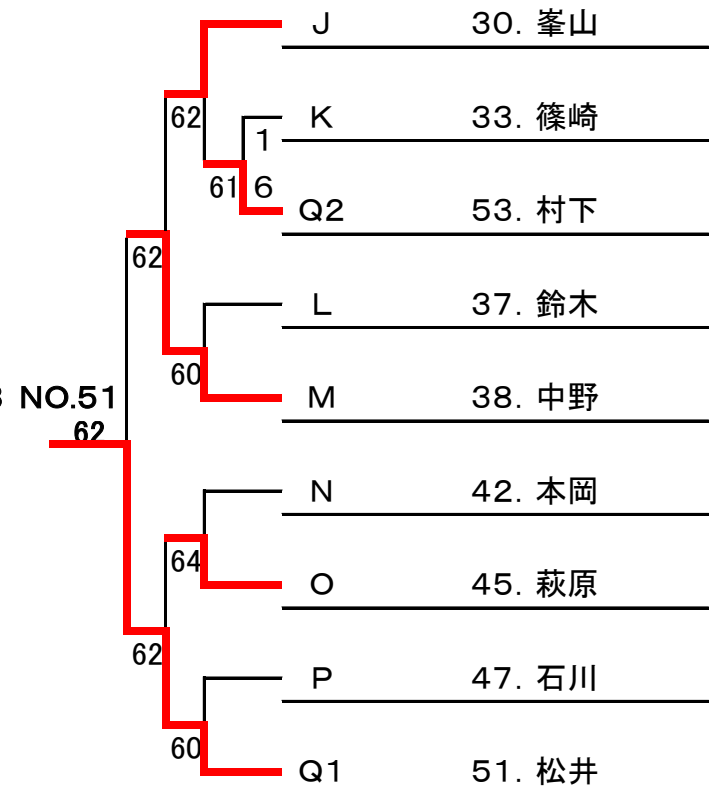 J 30. 峯山
62
K 33. 篠崎
1
61 6
Q2 53. 村下
62
L 37. 鈴木
60
M 38. 中野
NO.51
62
N 42. 本岡
64
O 45. 萩原
62
P 47. 石川
60
Q1 51. 松井